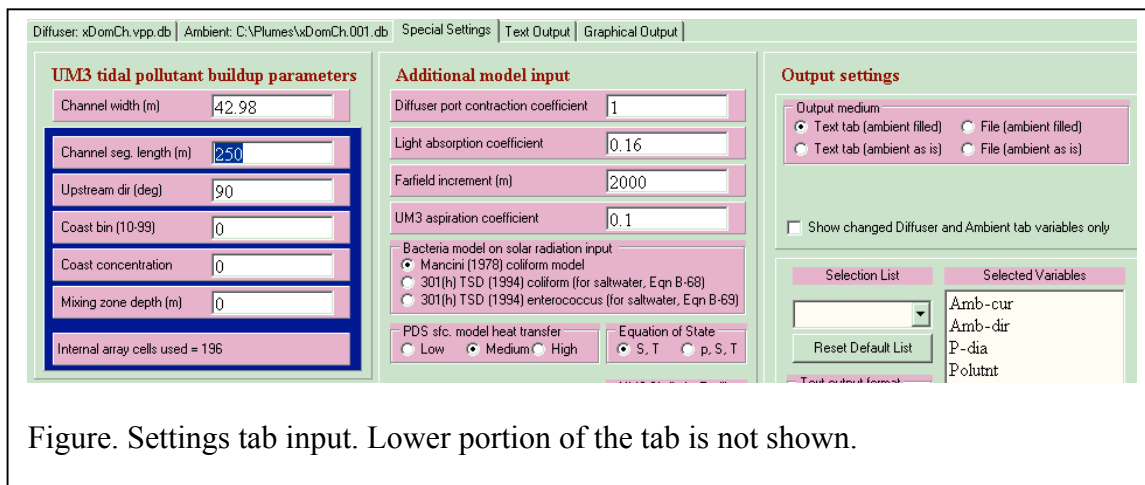 Diffuser: xDomCh.vpp.db Ambient: C:\Plumes\xDomCh.001.db Special Settings Text Output Graphical Output
UM3 tidal pollutant buildup parameters
Channel width (m) 42.98
Channel seg. length (m) 250
Upstream dir (deg) 90
Coast bin (10-99) 0
Coast concentration 0
Mixing zone depth (m) 0
Internal array cells used = 196
Additional model input
Diffuser port contraction coefficient 1
Light absorption coefficient 0.16
Farfield increment (m) 2000
UM3 aspiration coefficient 0.1
Bacteria model on solar radiation input
Mancini (1978) coliform model
301(h) TSD (1994) coliform (for saltwater, Eqn B-68)
301(h) TSD (1994) enterococcus (for saltwater, Eqn B-69)
PDS sfc. model heat transfer
Low Medium High
Equation of State
S, T p, S, T
Output settings
Output medium
Text tab (ambient filled) File (ambient filled)
Text tab (ambient as is) File (ambient as is)
Show changed Diffuser and Ambient tab variables only
Selection List
Reset Default List
Selected Variables
Amb-cur
Amb-dir
P-dia
Polutnt
Figure. Settings tab input. Lower portion of the tab is not shown.